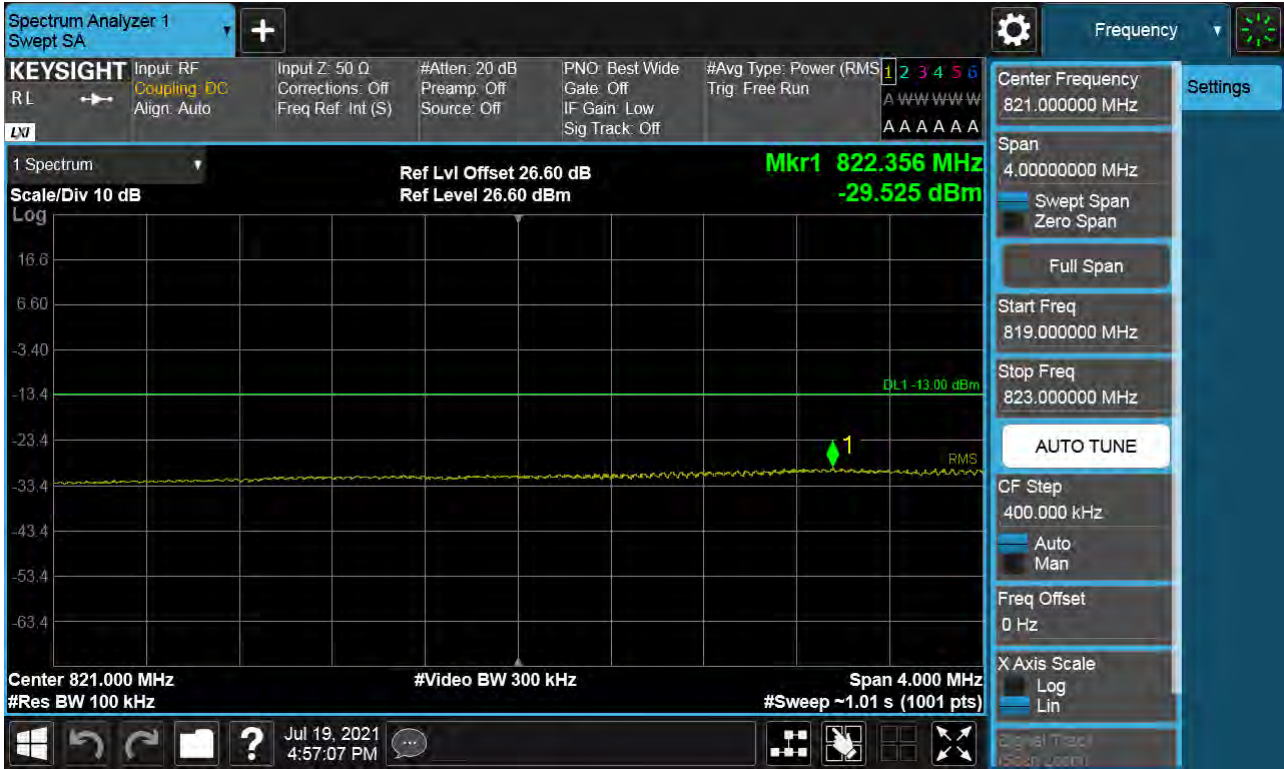 Spectrum Analyzer 1
Swept SA
Frequency
KEYSIGHT
RL
LXI
Input: RF
Coupling: DC
Align: Auto
Input Z: 50 Ω
Corrections: Off
Freq Ref: Int (S)
#Atten: 20 dB
Preamp: Off
Source: Off
PNO: Best Wide
Gate: Off
IF Gain: Low
Sig Track: Off
#Avg Type: Power (RMS
Trig: Free Run
1 2 3 4 5 6
A W W W W W
A A A A A A
1 Spectrum
Scale/Div 10 dB
Log
Ref Lvl Offset 26.60 dB
Ref Level 26.60 dBm
Mkr1 822.356 MHz
-29.525 dBm
16.6
6.60
-3.40
-13.4
-23.4
-33.4
-43.4
-53.4
-63.4
DL1 -13.00 dBm
1
RMS
Center 821.000 MHz
#Res BW 100 kHz
#Video BW 300 kHz
Span 4.000 MHz
#Sweep ~1.01 s (1001 pts)
Center Frequency
821.000000 MHz
Settings
Span
4.00000000 MHz
Swept Span
Zero Span
Full Span
Start Freq
819.000000 MHz
Stop Freq
823.000000 MHz
AUTO TUNE
CF Step
400.000 kHz
Auto
Man
Freq Offset
0 Hz
X Axis Scale
Log
Lin
Signal Track
(Span Zoom)
?
Jul 19, 2021
4:57:07 PM